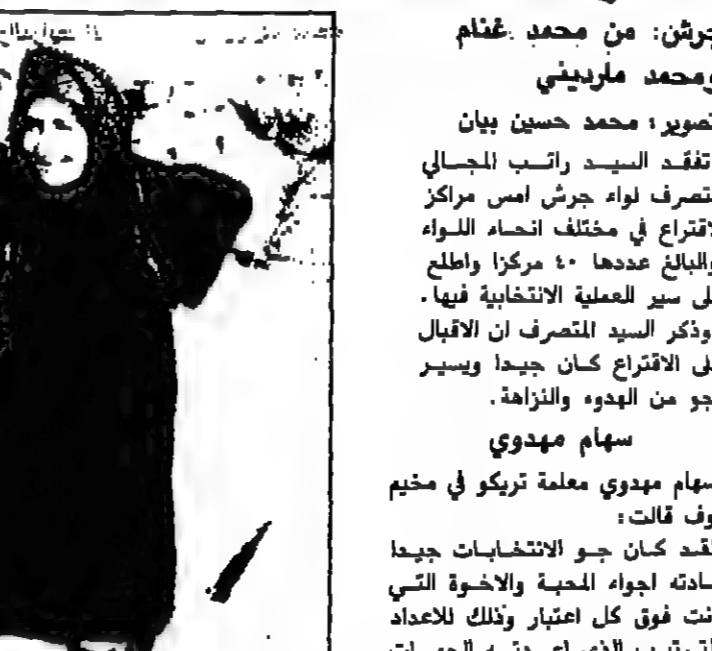 جرش: من محمد غنام
ومحمد مارديني
تصوير: محمد حسين بيان
تفقد السيد راتب المجالي
متصرف لواء جرش امس مراكز
الاقتراع في مختلف انحاء اللواء
والبالغ عددها ٤٠ مركزا واطلع
على سير العملية الانتخابية فيها.
وذكر السيد المتصرف ان الاقبال
على الاقتراع كان جيدا ويسير
جو من الهدوء والنزاهة.
سهام مهدوي
سهام مهدوي معلمة تريكو في مخيم
سوف قالت:
لقد كان جو الانتخابات جيدا
سادته اجواء المحبة والاخوة التي
كانت فوق كل اعتبار وذلك للاعداد